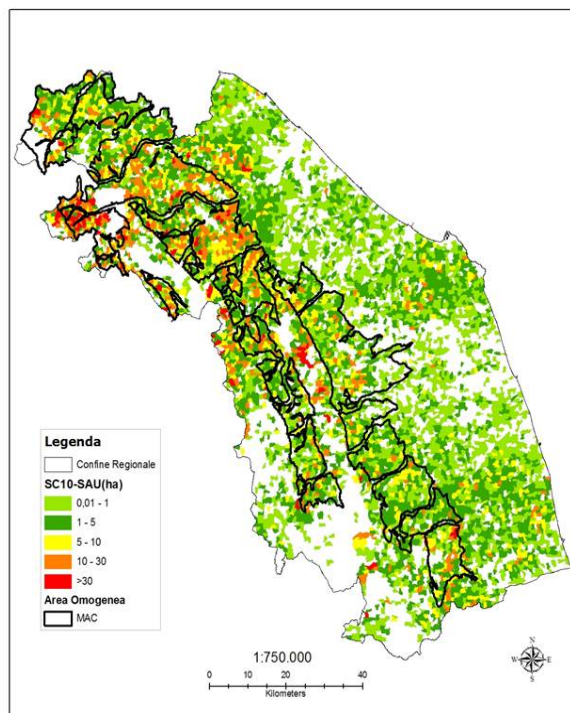 Legenda
Confine Regionale
SC10-SAU(ha)
0,01 - 1
1 - 5
5 - 10
10 - 30
>30
Area Omogenea
MAC
1:750.000
0 10 20 40
Kilometers
N
W E
S